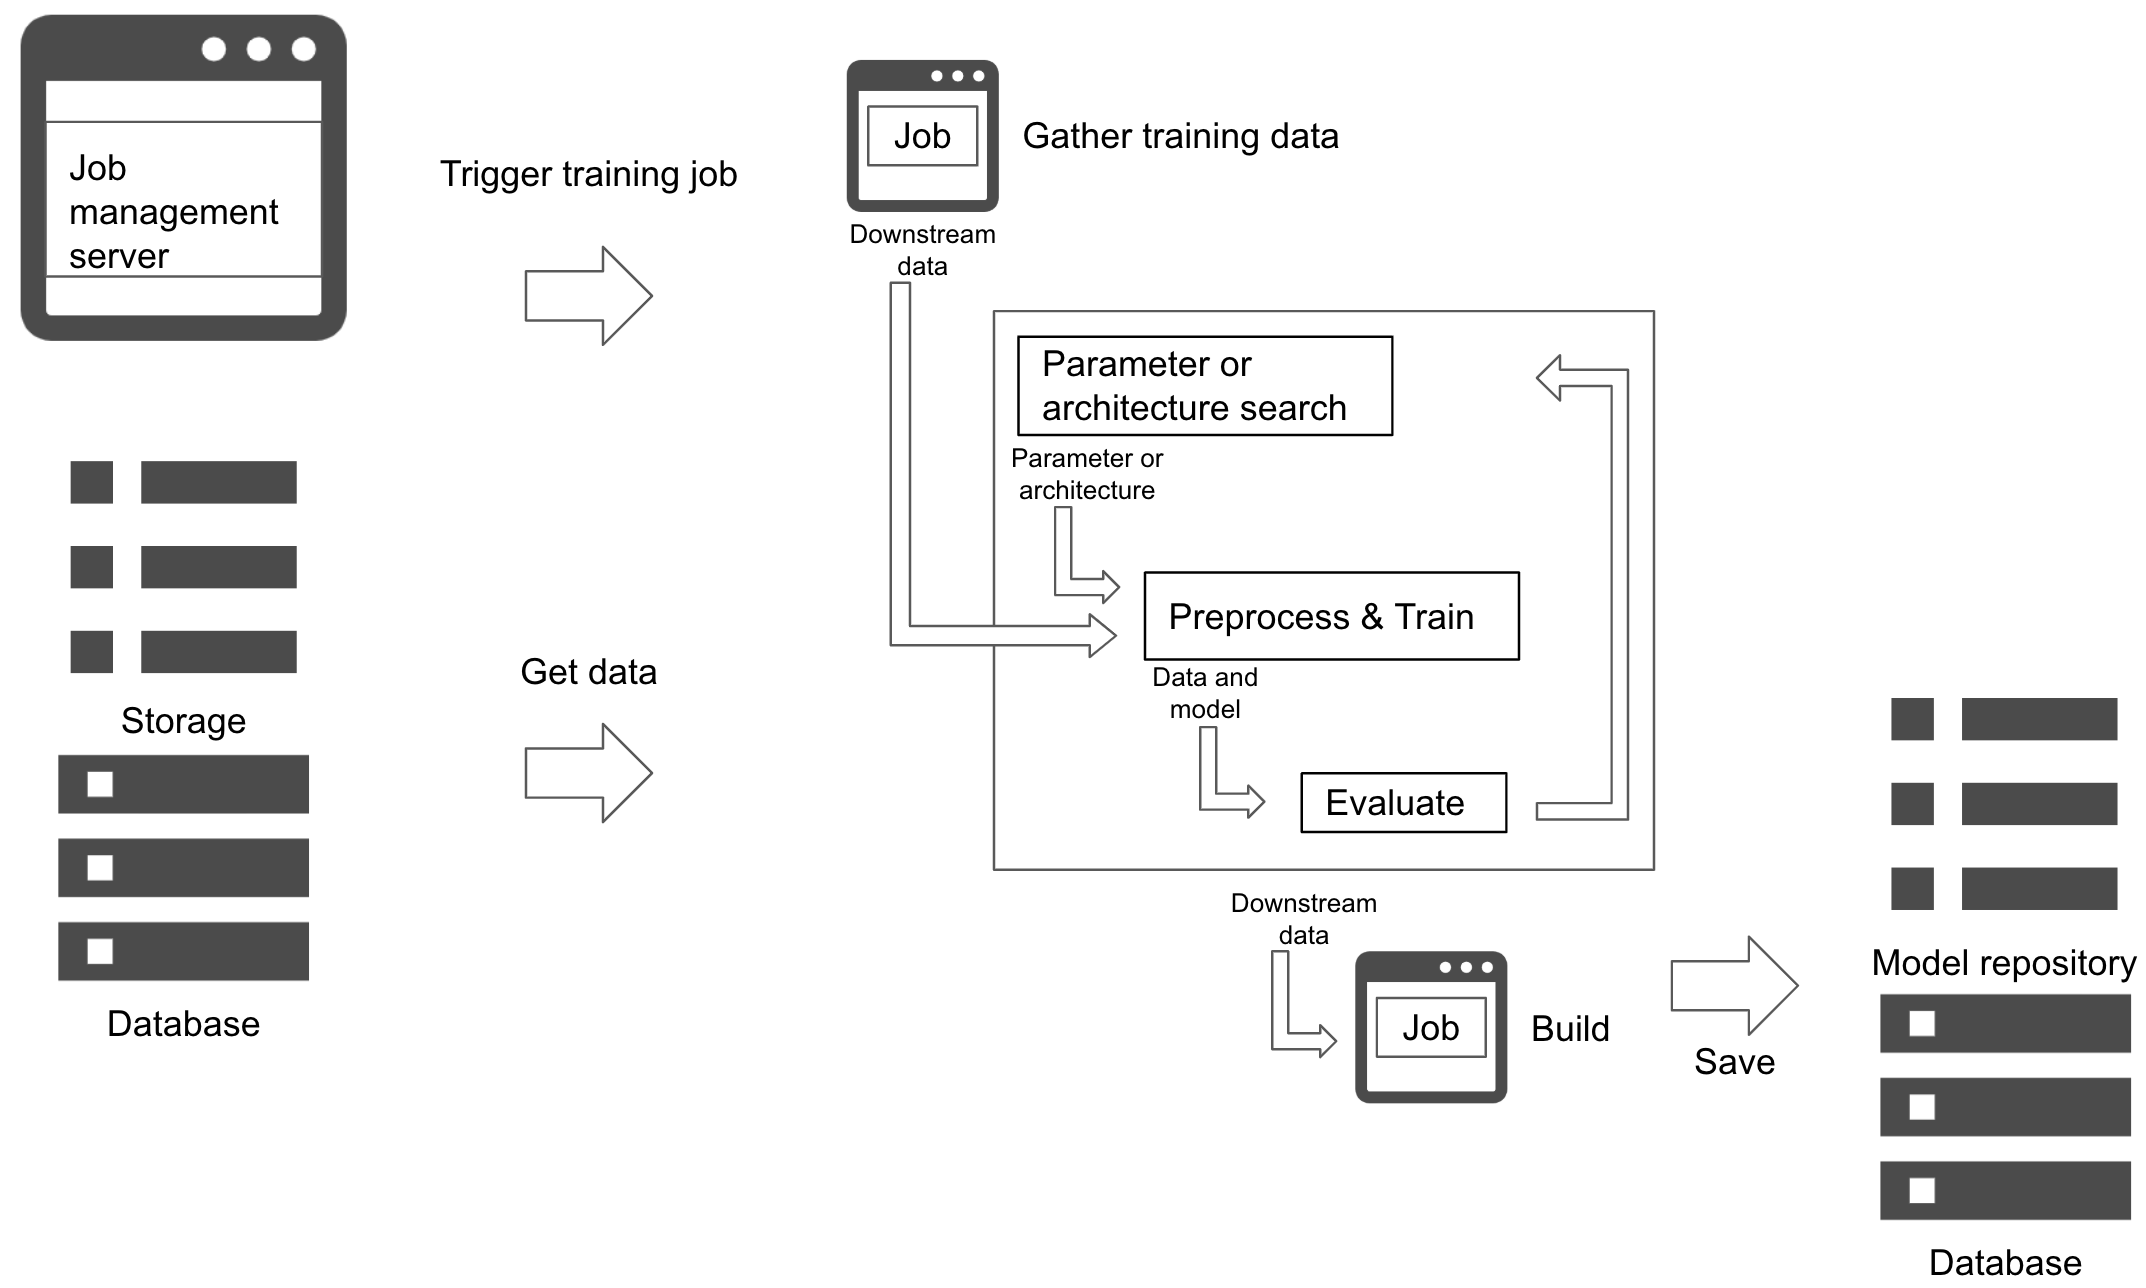 Job
management
server
Trigger training job
Job
Gather training data
Downstream
data
Parameter or
architecture search
Parameter or
architecture
Preprocess & Train
Data and
model
Evaluate
Storage
Get data
Database
Downstream
data
Job
Build
Save
Model repository
Database